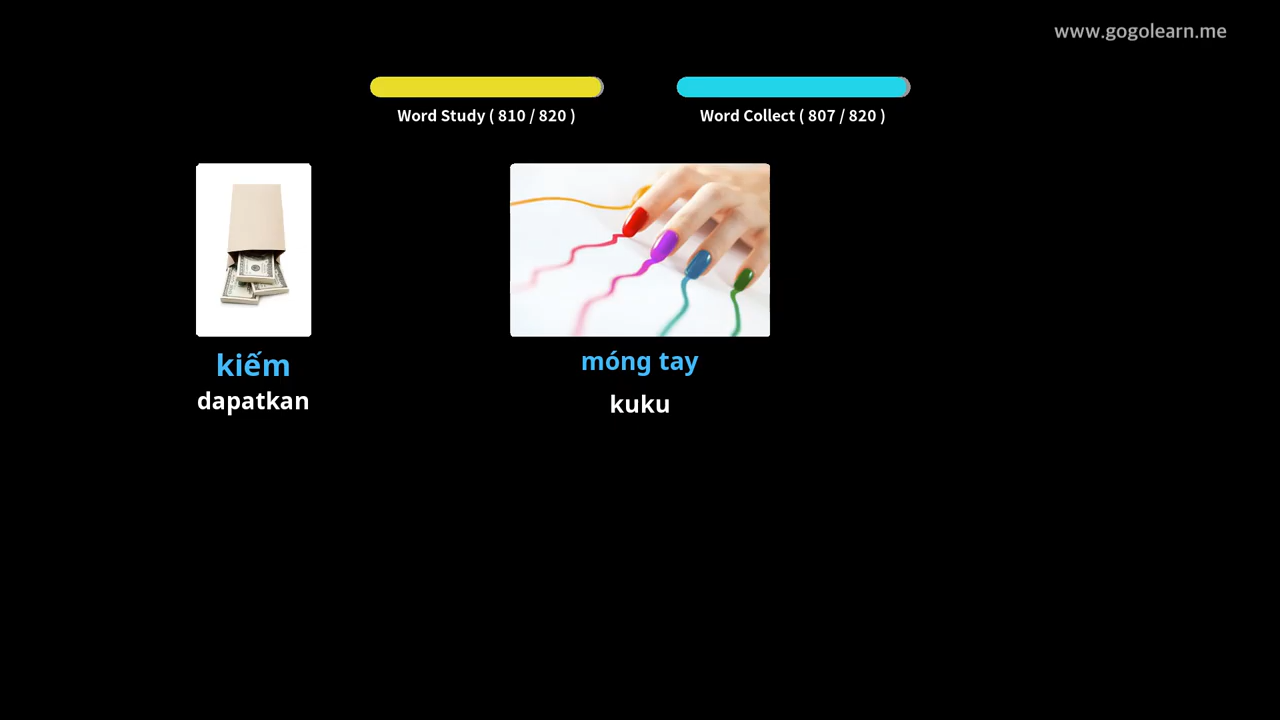 www.gogolearn.me
Word Study ( 810 / 820 )
Word Collect ( 807 / 820 )
kiếm
dapatkan
móng tay
kuku